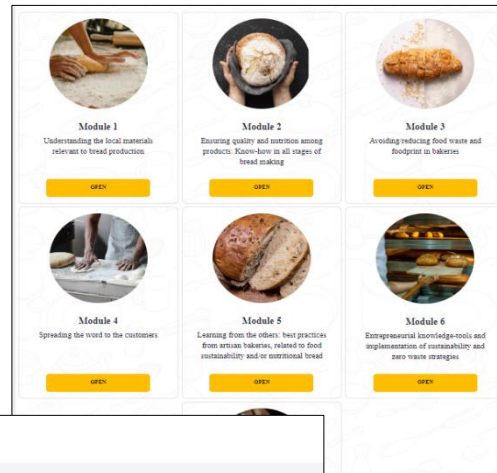 Module 1
Understanding the local materials
relevant to bread production
OPEN
Module 2
Ensuring quality and nutrition among
products: Know-how in all stages of
bread making
OPEN
Module 3
Avoiding/reducing food waste and
foodprint in bakeries
OPEN
Module 4
Spreading the word to the customers
OPEN
Module 5
Learning from the others: best practices
from artisan bakeries, related to food
sustainability and/or nutritional bread
OPEN
Module 6
Entrepreneurial knowledge-tools and
implementation of sustainability and
zero waste strategies
OPEN